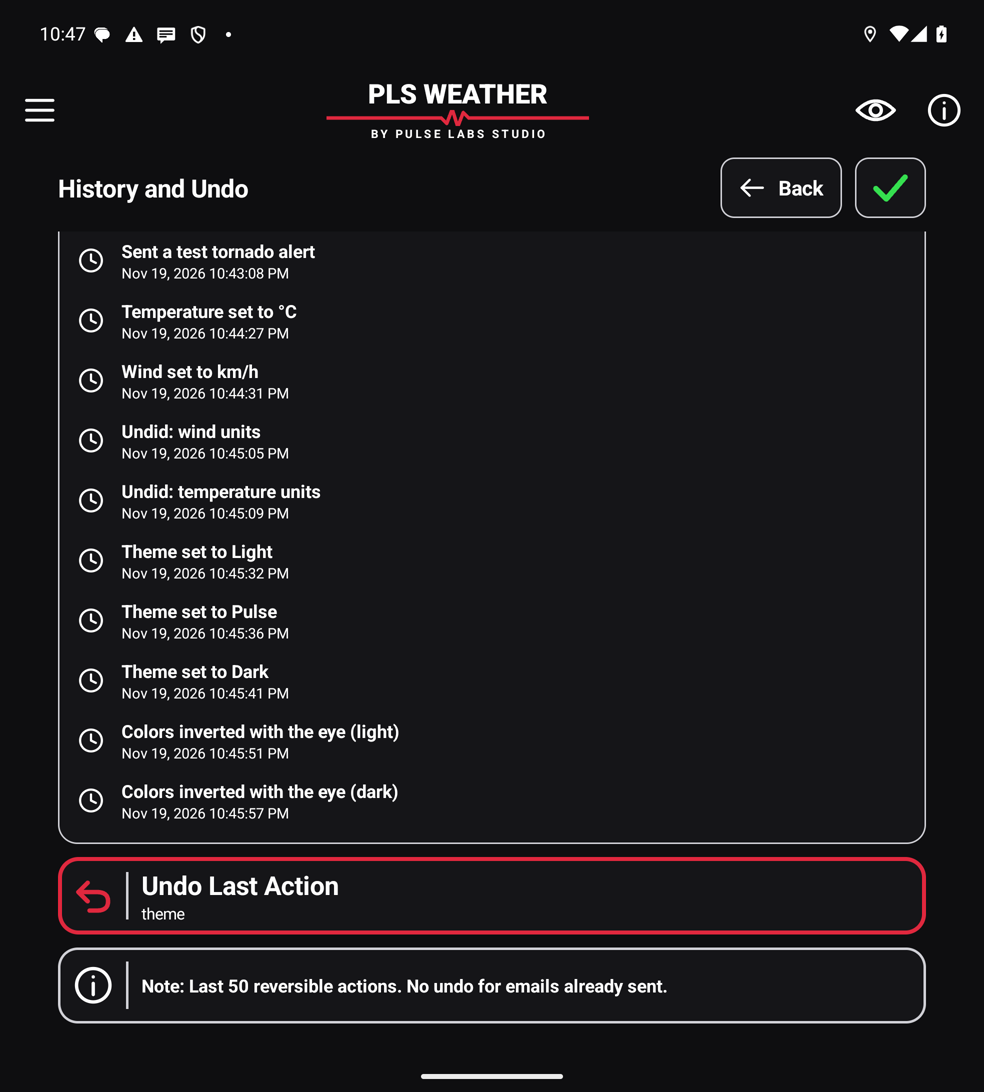 10:47
PLS WEATHER
BY PULSE LABS STUDIO
History and Undo
Back
Sent a test tornado alert
Nov 19, 2026 10:43:08 PM
Temperature set to °C
Nov 19, 2026 10:44:27 PM
Wind set to km/h
Nov 19, 2026 10:44:31 PM
Undid: wind units
Nov 19, 2026 10:45:05 PM
Undid: temperature units
Nov 19, 2026 10:45:09 PM
Theme set to Light
Nov 19, 2026 10:45:32 PM
Theme set to Pulse
Nov 19, 2026 10:45:36 PM
Theme set to Dark
Nov 19, 2026 10:45:41 PM
Colors inverted with the eye (light)
Nov 19, 2026 10:45:51 PM
Colors inverted with the eye (dark)
Nov 19, 2026 10:45:57 PM
Undo Last Action
theme
Note: Last 50 reversible actions. No undo for emails already sent.